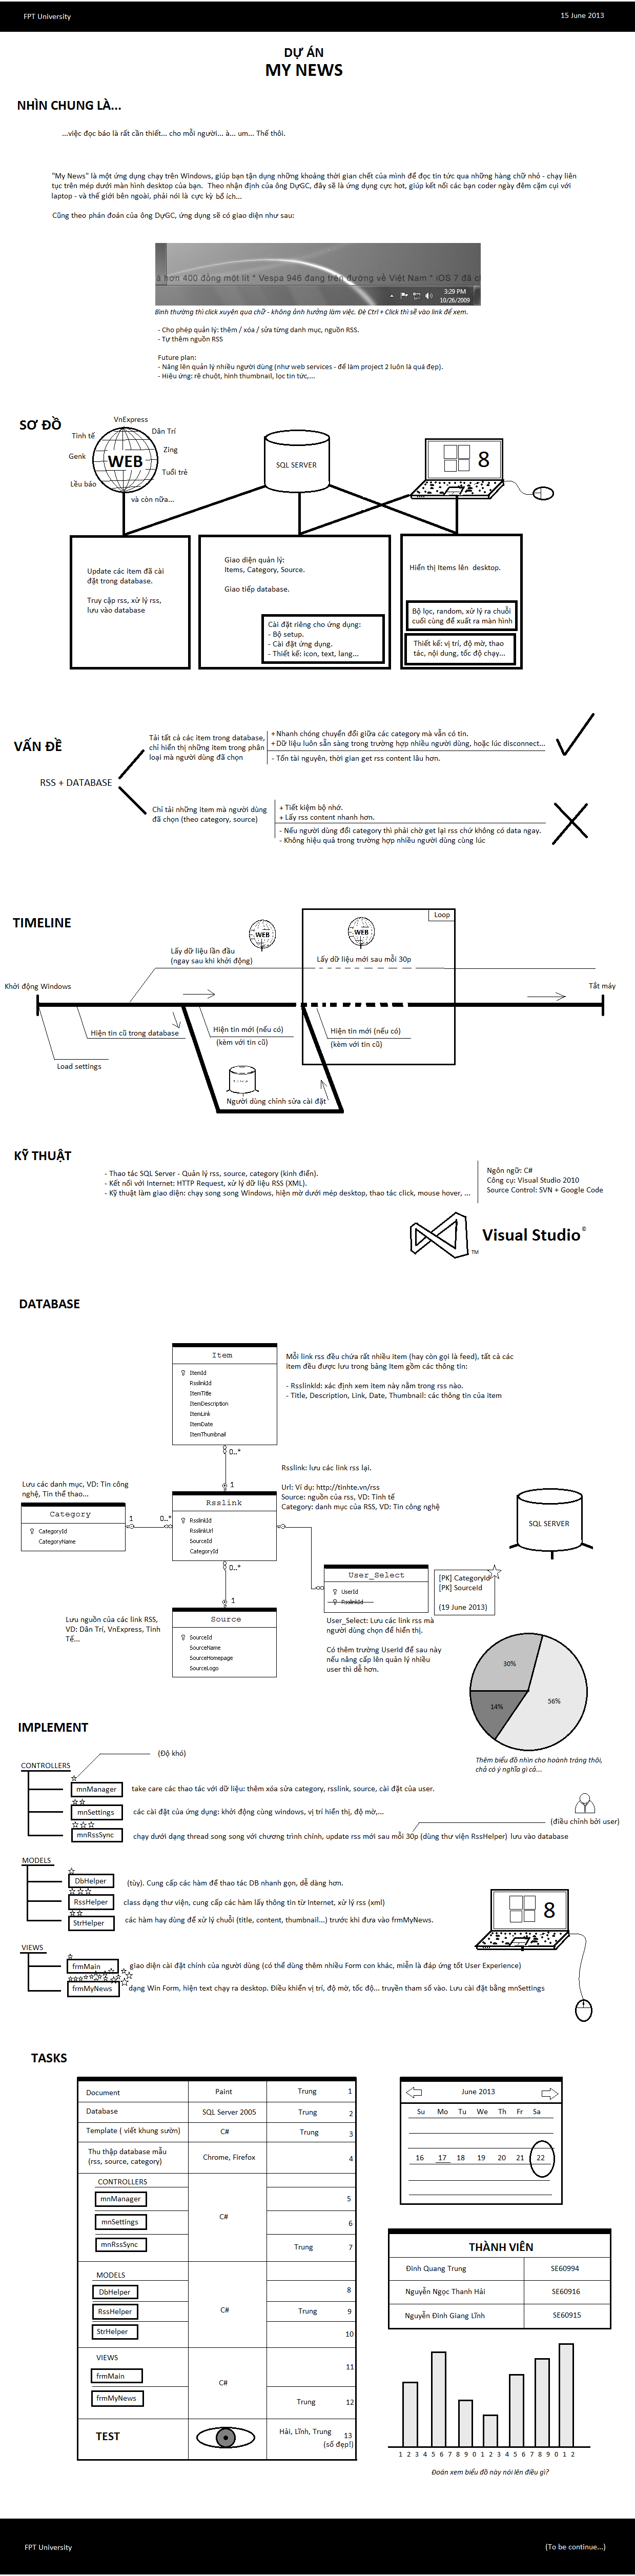 FPT University
15 June 2013
DỰ ÁN
MY NEWS
NHÌN CHUNG LÀ...
...việc đọc báo là rất cần thiết... cho mỗi người... à... um... Thế thôi.
"My News" là một ứng dụng chạy trên Windows, giúp bạn tận dụng những khoảng thời gian chết của mình để đọc tin tức qua những hàng chữ nhỏ - chạy liên
tục trên mép dưới màn hình desktop của bạn. Theo nhận định của ông DựGC, đây sẽ là ứng dụng cực hot, giúp kết nối các bạn coder ngày đêm cặm cụi với
laptop - và thế giới bên ngoài, phải nói là cực kỳ bổ ích...
Cũng theo phán đoán của ông DựGC, ứng dụng sẽ có giao diện như sau:
á hơn 400 đồng một lít * Vespa 946 đang trên đường về Việt Nam * iOS 7 đã c
3:29 PM
10/26/2009
Bình thường thì click xuyên qua chữ - không ảnh hưởng làm việc. Đè Ctrl + Click thì sẽ vào link để xem.
- Cho phép quản lý: thêm / xóa / sửa từng danh mục, nguồn RSS.
- Tự thêm nguồn RSS
Future plan:
- Nâng lên quản lý nhiều người dùng (như web services - để làm project 2 luôn là quá đẹp).
- Hiệu ứng: rê chuột, hình thumbnail, lọc tin tức,...
SƠ ĐỒ
VnExpress
Tinh tế
Dân Trí
Genk
Zing
WEB
Tuổi trẻ
Lều báo
và còn nữa...
SQL SERVER
8
Update các item đã cài
đặt trong database.
Truy cập rss, xử lý rss,
lưu vào database
Giao diện quản lý:
Items, Category, Source.
Giao tiếp database.
Cài đặt riêng cho ứng dụng:
- Bộ setup.
- Cài đặt ứng dụng.
- Thiết kế: icon, text, lang...
Hiển thị Items lên desktop.
Bộ lọc, random, xử lý ra chuỗi
cuối cùng để xuất ra màn hình
Thiết kế: vị trí, độ mờ, thao
tác, nội dung, tốc độ chạy...
VẤN ĐỀ
RSS + DATABASE
Tải tất cả các item trong database,
chỉ hiển thị những item trong phân
loại mà người dùng đã chọn
+ Nhanh chóng chuyển đổi giữa các category mà vẫn có tin.
+ Dữ liệu luôn sẵn sàng trong trường hợp nhiều người dùng, hoặc lúc disconnect...
- Tốn tài nguyên, thời gian get rss content lâu hơn.
Chỉ tải những item mà người dùng
đã chọn (theo category, source)
+ Tiết kiệm bộ nhớ.
+ Lấy rss content nhanh hơn.
- Nếu người dùng đổi category thì phải chờ get lại rss chứ không có data ngay.
- Không hiệu quả trong trường hợp nhiều người dùng cùng lúc
TIMELINE
Loop
WEB
WEB
Lấy dữ liệu lần đầu
(ngay sau khi khởi động)
Lấy dữ liệu mới sau mỗi 30p
Khởi động Windows
Tắt máy
Hiện tin cũ trong database
Hiện tin mới (nếu có)
(kèm với tin cũ)
Hiện tin mới (nếu có)
(kèm với tin cũ)
Load settings
Người dùng chỉnh sửa cài đặt
KỸ THUẬT
- Thao tác SQL Server - Quản lý rss, source, category (kinh điển).
- Kết nối với Internet: HTTP Request, xử lý dữ liệu RSS (XML).
- Kỹ thuật làm giao diện: chạy song song Windows, hiện mờ dưới mép desktop, thao tác click, mouse hover, ...
Ngôn ngữ: C#
Công cụ: Visual Studio 2010
Source Control: SVN + Google Code
Visual Studio ©
TM
DATABASE
Item
ItemId
RsslinkId
ItemTitle
ItemDescription
ItemLink
ItemDate
ItemThumbnail
Mỗi link rss đều chứa rất nhiều item (hay còn gọi là feed), tất cả các
item đều được lưu trong bảng Item gồm các thông tin:
- RsslinkId: xác định xem item này nằm trong rss nào.
- Title, Description, Link, Date, Thumbnail: các thông tin của item
0..*
1
Rsslink: lưu các link rss lại.
Url: Ví dụ: http://tinhte.vn/rss
Source: nguồn của rss, VD: Tinh tế
Category: danh mục của RSS, VD: Tin công nghệ
Lưu các danh mục, VD: Tin công
nghệ, Tin thể thao...
Category
CategoryId
CategoryName
1
0..*
Rsslink
RsslinkId
RsslinkUrl
SourceId
CategoryId
SQL SERVER
0..*
1
User_Select
UserId
RsslinkId
[PK] CategoryId
[PK] SourceId
(19 June 2013)
Lưu nguồn của các link RSS,
VD: Dân Trí, VnExpress, Tinh
Tế...
Source
SourceId
SourceName
SourceHomepage
SourceLogo
User_Select: Lưu các link rss mà
người dùng chọn để hiển thị.
Có thêm trường UserId để sau này
nếu nâng cấp lên quản lý nhiều
user thì dễ hơn.
30%
56%
14%
Thêm biểu đồ nhìn cho hoành tráng thôi,
chả có ý nghĩa gì cả...
IMPLEMENT
(Độ khó)
CONTROLLERS
mnManager
take care các thao tác với dữ liệu: thêm xóa sửa category, rsslink, source, cài đặt của user.
mnSettings
các cài đặt của ứng dụng: khởi động cùng windows, vị trí hiển thị, độ mờ,...
(điều chỉnh bởi user)
mnRssSync
chạy dưới dạng thread song song với chương trình chính, update rss mới sau mỗi 30p (dùng thư viện RssHelper) lưu vào database
MODELS
DbHelper
(tùy). Cung cấp các hàm để thao tác DB nhanh gọn, dễ dàng hơn.
RssHelper
class dạng thư viện, cung cấp các hàm lấy thông tin từ Internet, xử lý rss (xml)
StrHelper
các hàm hay dùng để xử lý chuỗi (title, content, thumbnail...) trước khi đưa vào frmMyNews.
8
VIEWS
frmMain
giao diện cài đặt chính của người dùng (có thể dùng thêm nhiều Form con khác, miễn là đáp ứng tốt User Experience)
frmMyNews
dạng Win Form, hiện text chạy ra desktop. Điều khiển vị trí, độ mờ, tốc độ... truyền tham số vào. Lưu cài đặt bằng mnSettings
TASKS
Document Paint Trung 1
Database SQL Server 2005 Trung 2
Template ( viết khung sườn) C# Trung 3
Thu thập database mẫu
(rss, source, category) Chrome, Firefox 4
CONTROLLERS
mnManager 5
mnSettings C# 6
mnRssSync Trung 7
MODELS
DbHelper 8
RssHelper C# Trung 9
StrHelper 10
VIEWS
frmMain C# 11
frmMyNews Trung 12
TEST Hải, Lĩnh, Trung 13
(số đẹp!)
June 2013
Su Mo Tu We Th Fr Sa
16 17 18 19 20 21 22
THÀNH VIÊN
Đinh Quang Trung SE60994
Nguyễn Ngọc Thanh Hải SE60916
Nguyễn Đình Giang Lĩnh SE60915
1 2 3 4 5 6 7 8 9 0 1 2 3 4 5 6 7 8 9 0 1 2
Đoán xem biểu đồ này nói lên điều gì?
FPT University
(To be continue...)